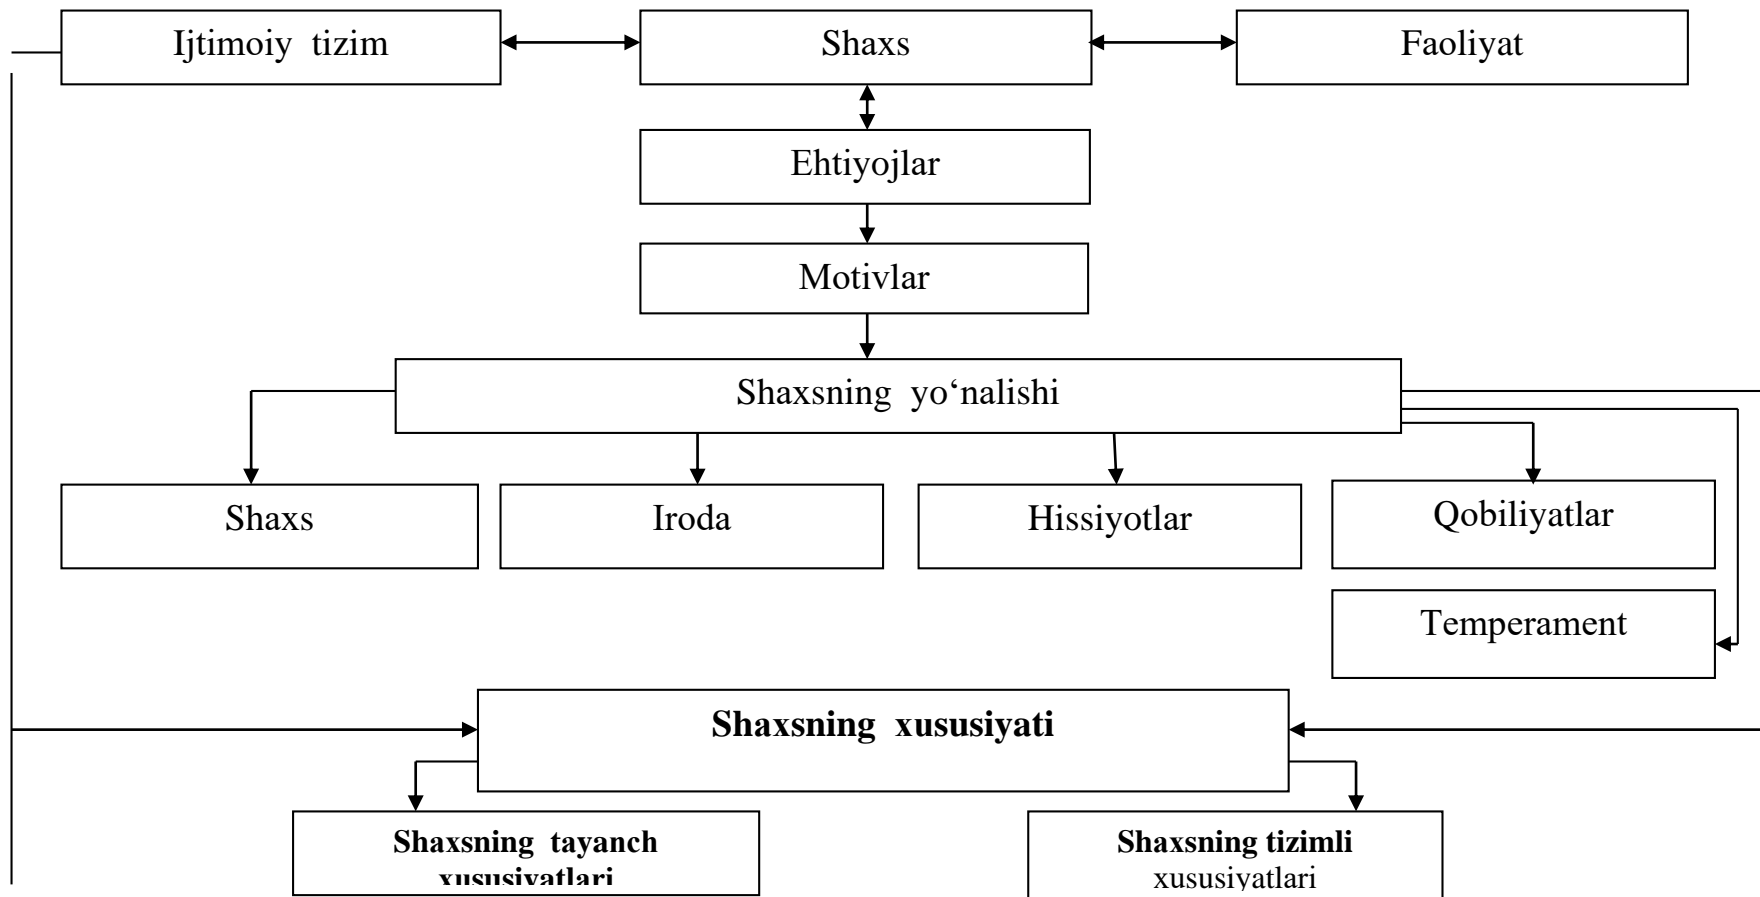 Ijtimoiy tizim
Shaxs
Faoliyat
Ehtiyojlar
Motivlar
Shaxsning yo‘nalishi
Shaxs
Iroda
Hissiyotlar
Qobiliyatlar
Temperament
Shaxsning xususiyati
Shaxsning tayanch
xususiyatlari
Shaxsning tizimli
xususiyatlari